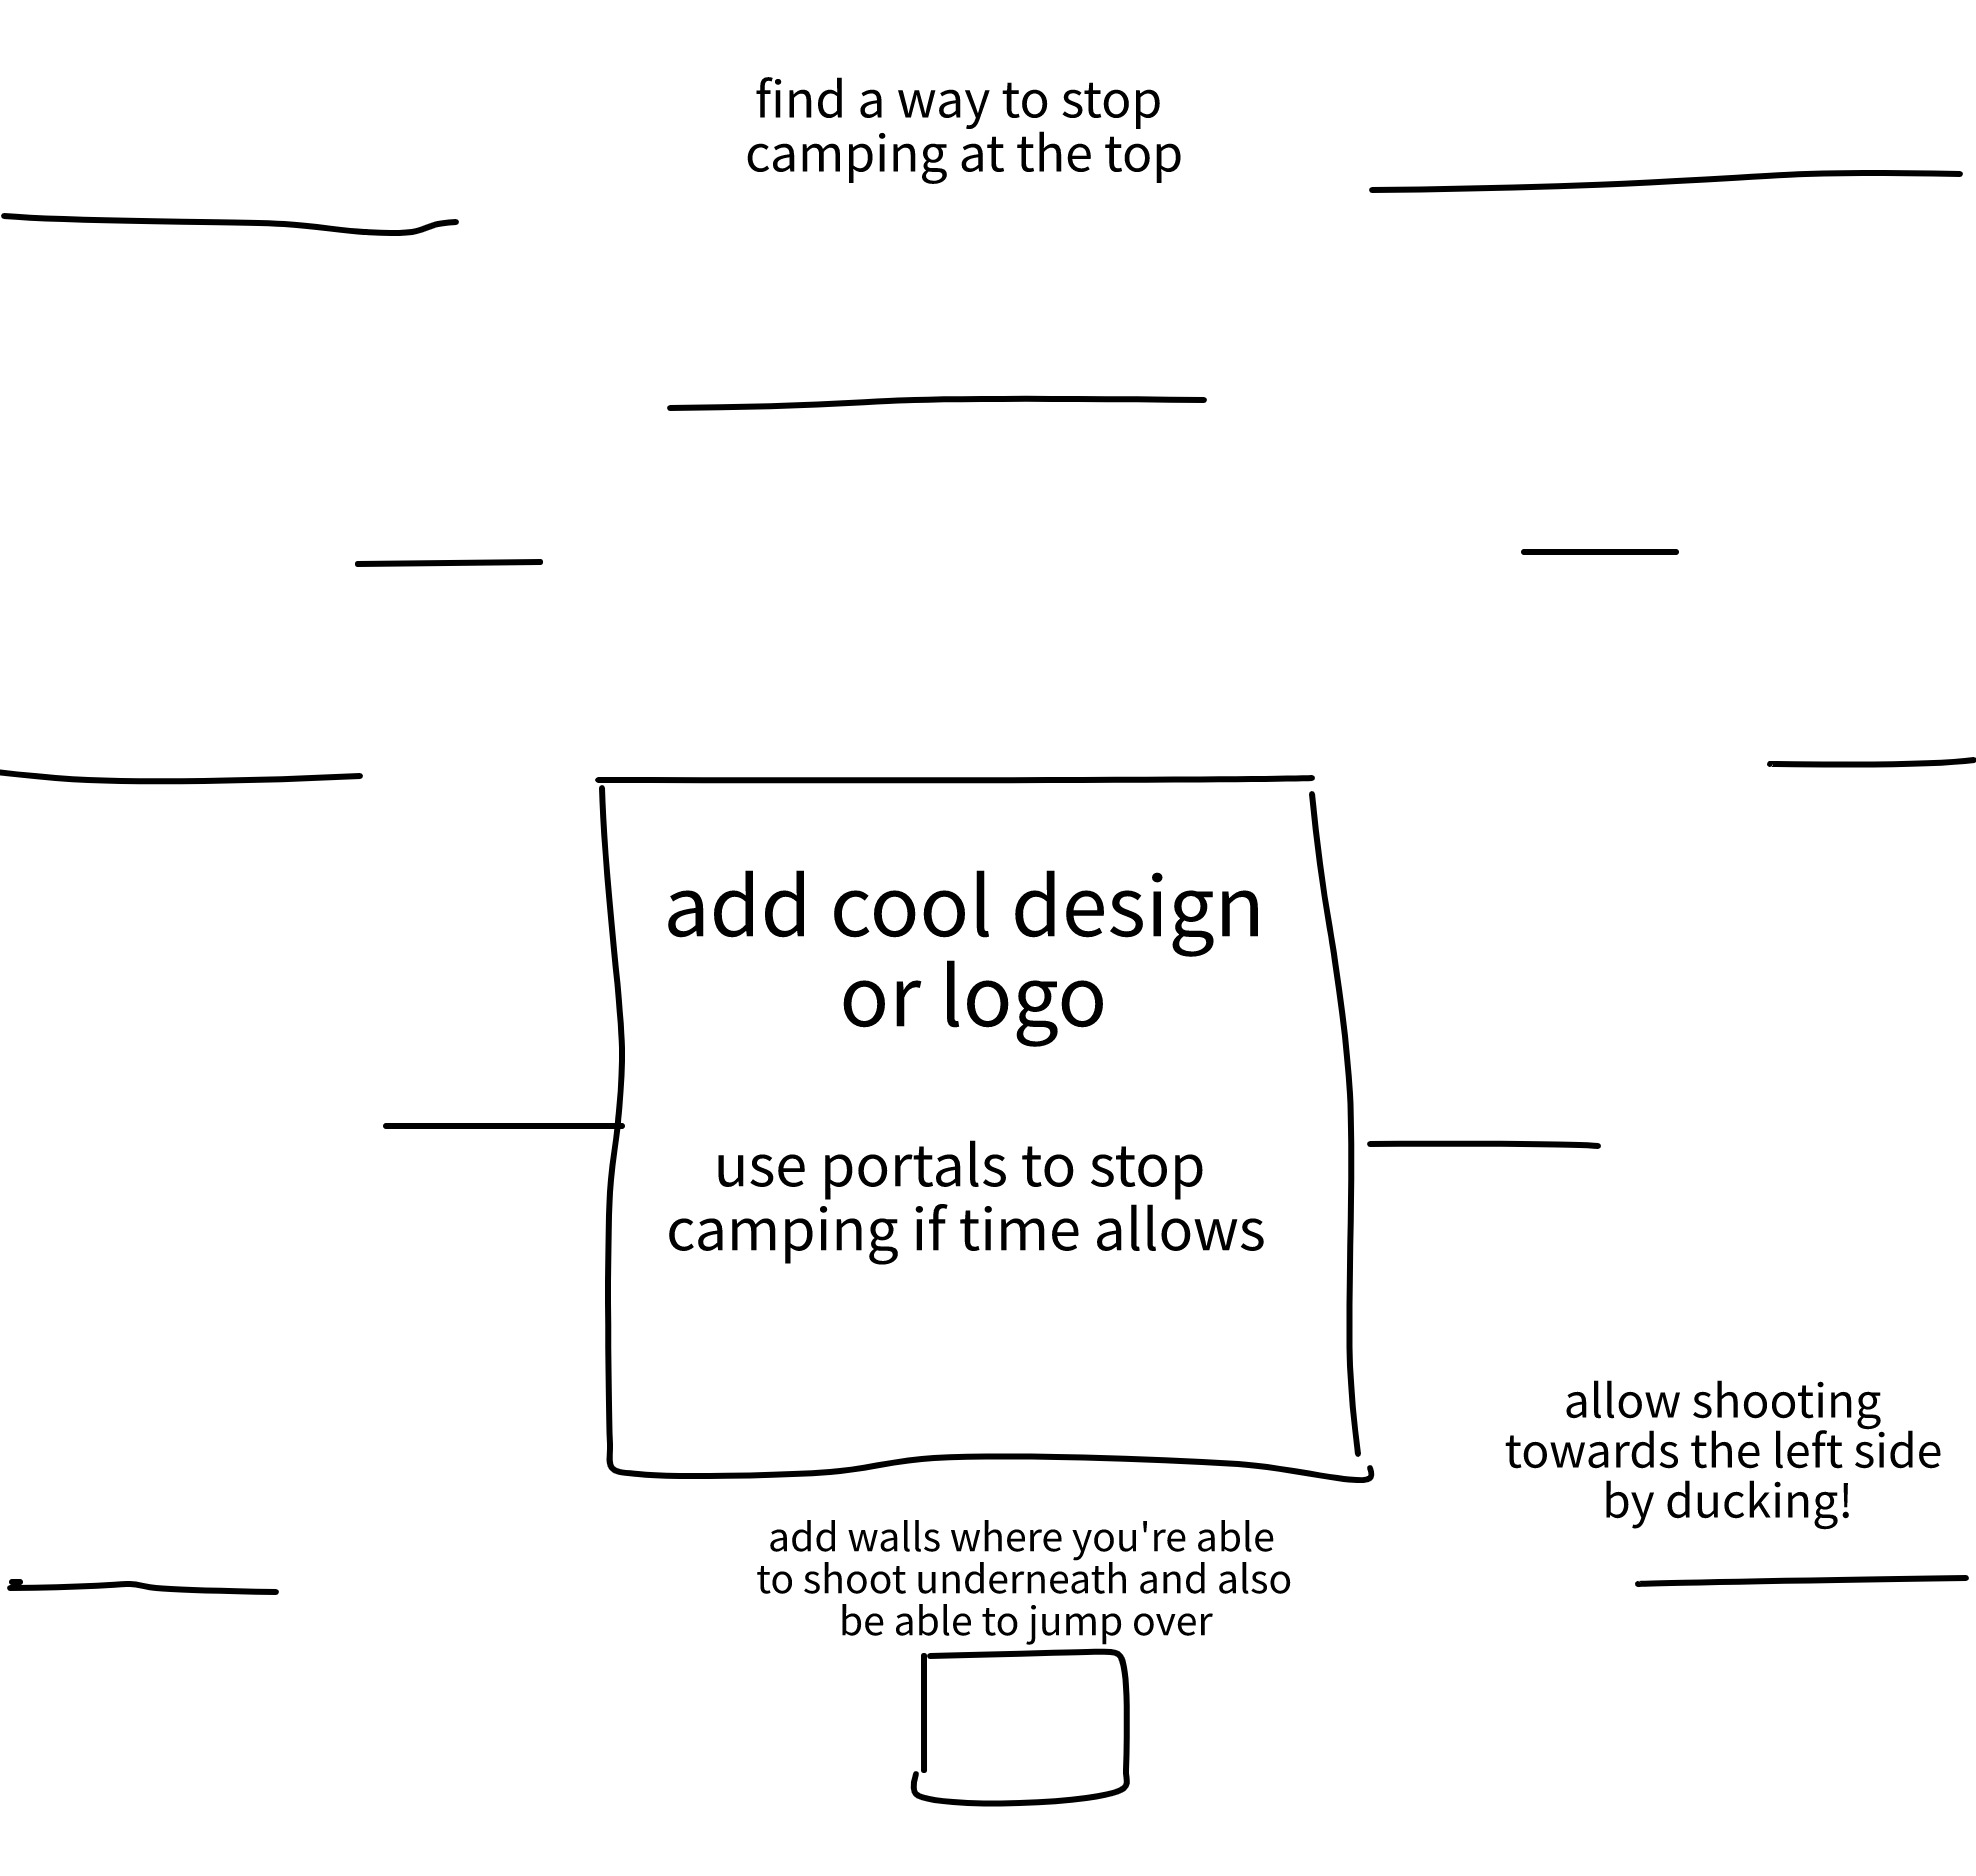 find a way to stop
camping at the top
add cool design
or logo
use portals to stop
camping if time allows
allow shooting
towards the left side
by ducking!
add walls where you're able
to shoot underneath and also
be able to jump over